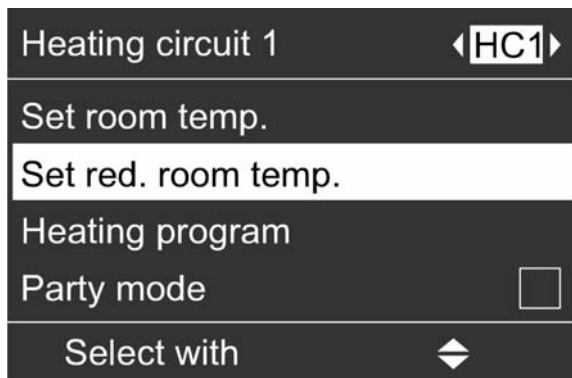 Heating circuit 1 HC1
Set room temp.
Set red. room temp.
Heating program
Party mode
Select with